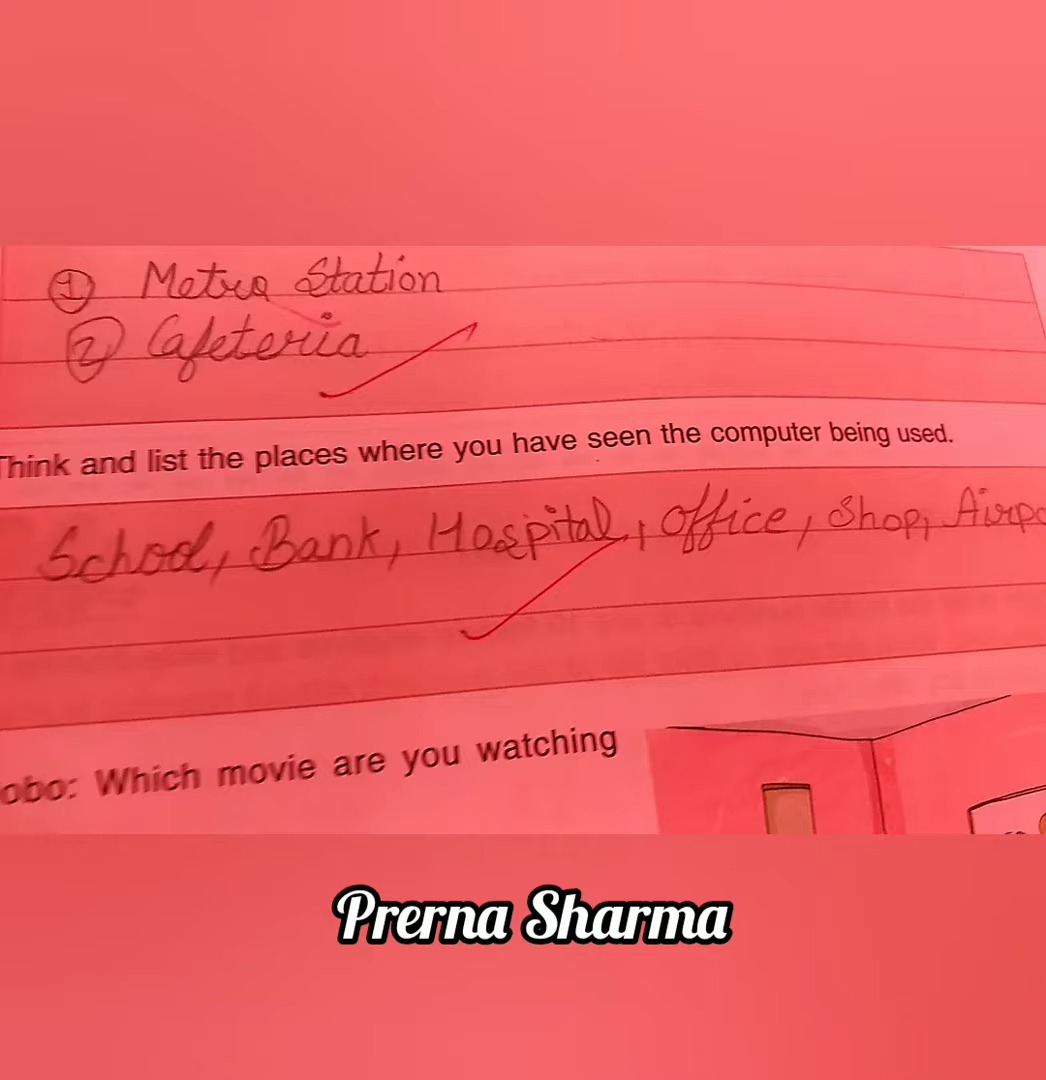 ① Metro Station
② Cafeteria
Think and list the places where you have seen the computer being used.
School, Bank, Hospital, office, Shop, Airpo
obo: Which movie are you watching
Prerna Sharma